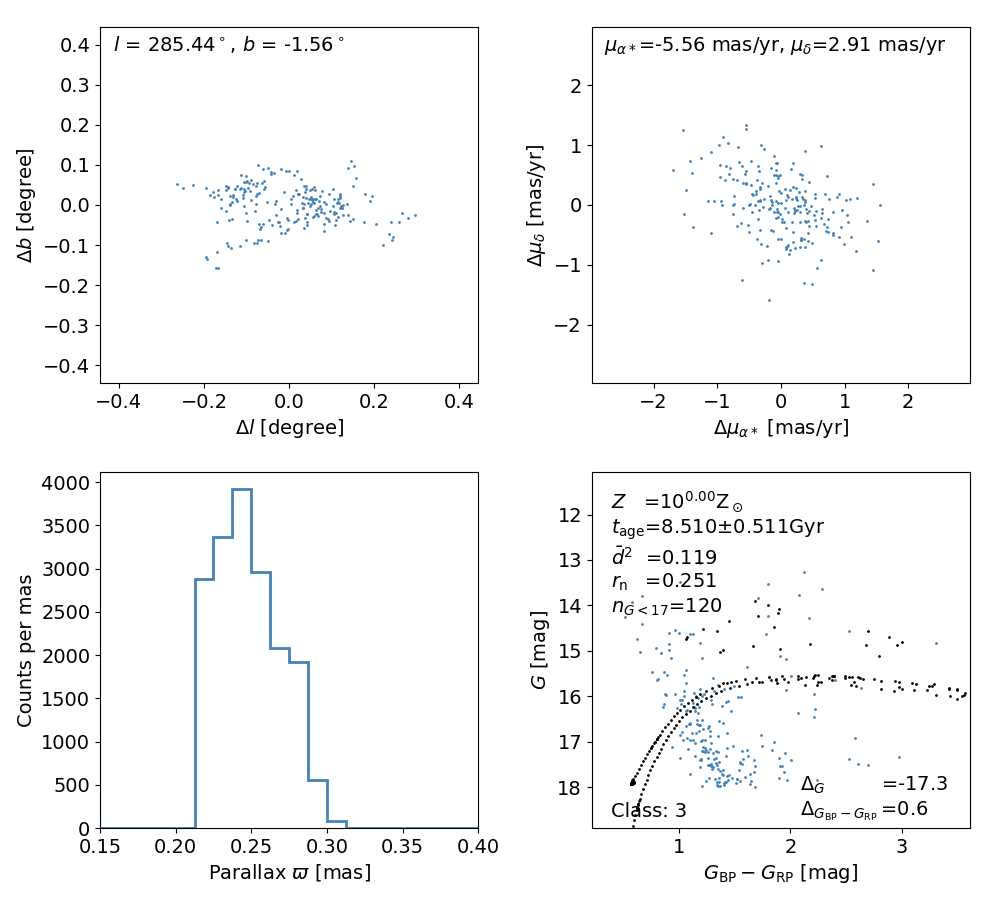 l = 285.44°, b = -1.56°
0.4
0.3
0.2
0.1
0.0
−0.1
−0.2
−0.3
−0.4
Δb [degree]
−0.4 −0.2 0.0 0.2 0.4
Δl [degree]
μα*=-5.56 mas/yr, μδ=2.91 mas/yr
2
1
0
−1
−2
Δμδ [mas/yr]
−2 −1 0 1 2
Δμα* [mas/yr]
4000
3500
3000
2500
2000
1500
1000
500
0
Counts per mas
0.15 0.20 0.25 0.30 0.35 0.40
Parallax ϖ [mas]
Z =10^0.00 Z⊙
t_age=8.510±0.511Gyr
d̄² =0.119
r_n =0.251
n_G<17=120
12
13
14
15
16
17
18
G [mag]
Δ_G =-17.3
Δ_G_BP−G_RP =0.6
Class: 3
1 2 3
G_BP − G_RP [mag]